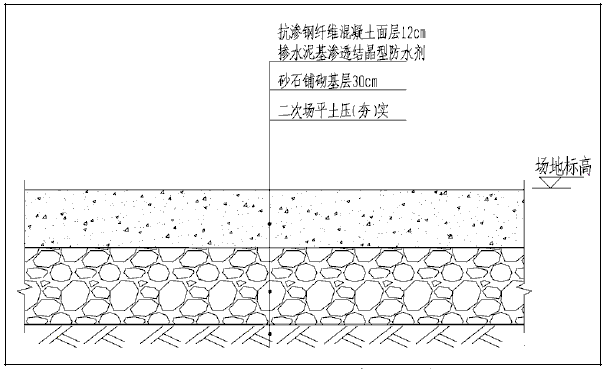 抗渗钢纤维混凝土面层12cm
掺水泥基渗透结晶型防水剂
砂石铺砌基层30cm
二次场平土压(夯)实
场地标高